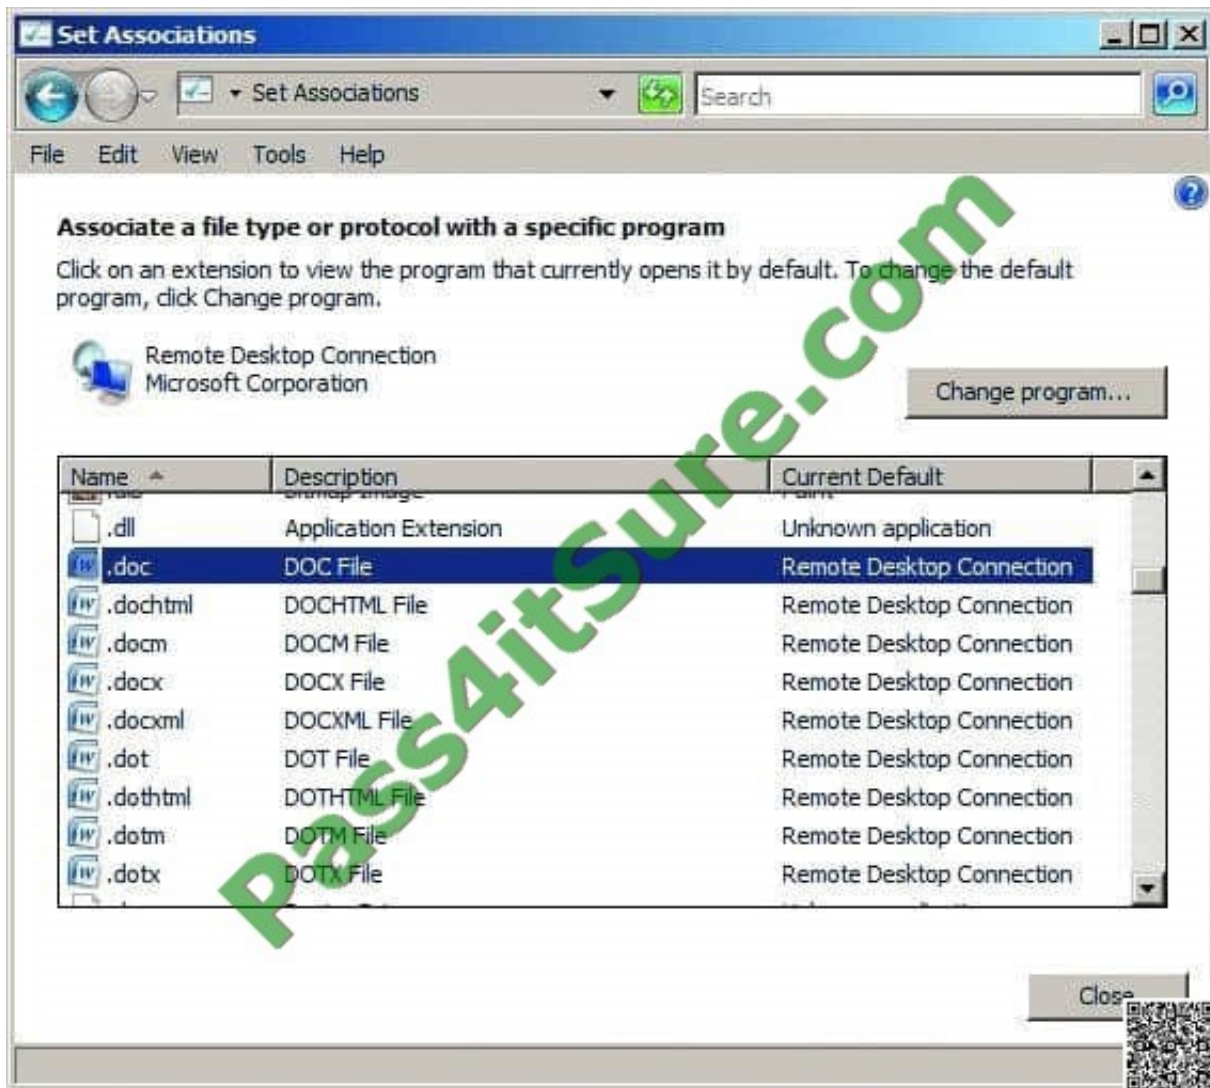 Set Associations
Set Associations
Search
File Edit View Tools Help
Associate a file type or protocol with a specific program
Click on an extension to view the program that currently opens it by default. To change the default
program, click Change program.
Remote Desktop Connection
Microsoft Corporation
Change program...
Name Description Current Default
Bitmap Image Paint
.dll Application Extension Unknown application
.doc DOC File Remote Desktop Connection
.dochtml DOCHTML File Remote Desktop Connection
.docm DOCM File Remote Desktop Connection
.docx DOCX File Remote Desktop Connection
.docxml DOCXML File Remote Desktop Connection
.dot DOT File Remote Desktop Connection
.dothtml DOTHTML File Remote Desktop Connection
.dotm DOTM File Remote Desktop Connection
.dotx DOTX File Remote Desktop Connection
Close
Pass4itSure.com